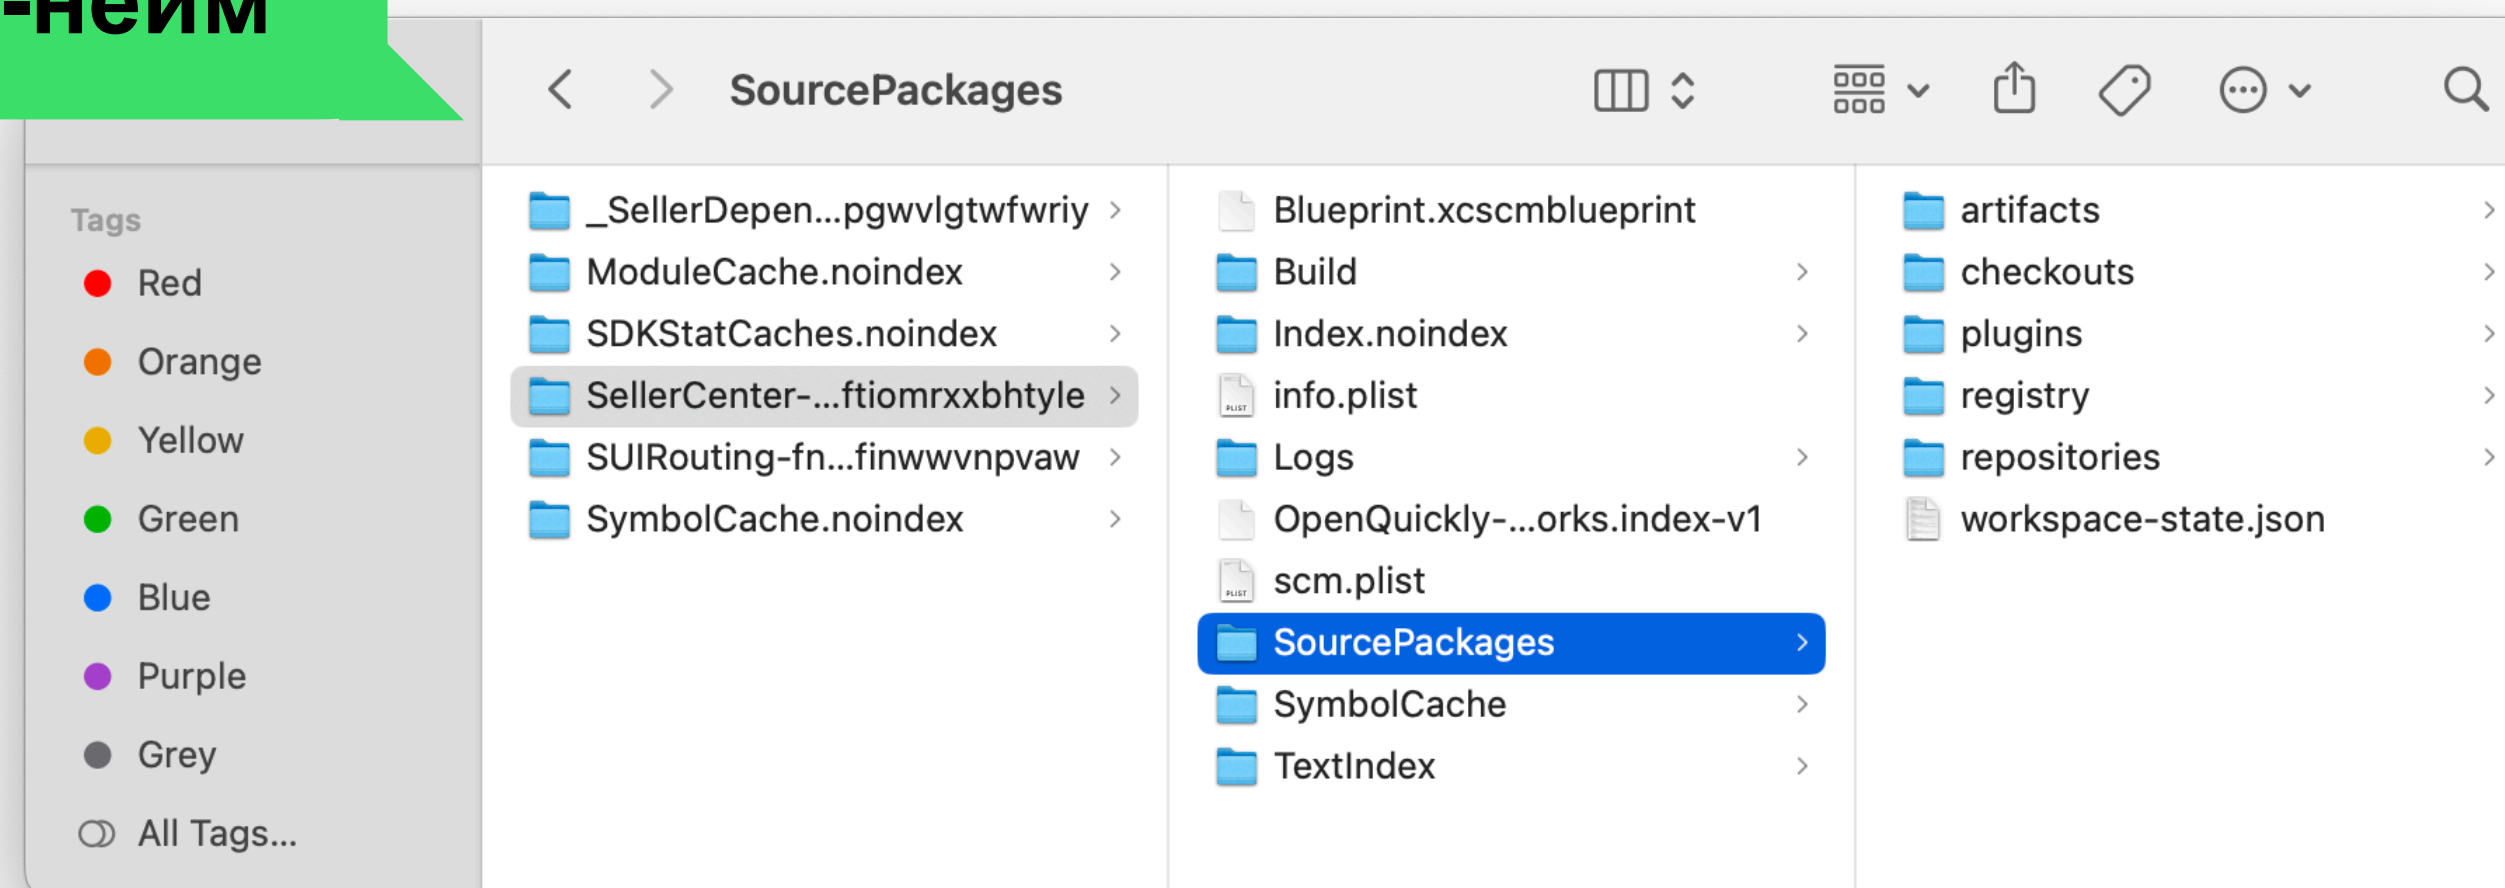 -нейм
SourcePackages
Tags
Red
Orange
Yellow
Green
Blue
Purple
Grey
All Tags...
_SellerDepen...pgwvlgtwfwriy
ModuleCache.noindex
SDKStatCaches.noindex
SellerCenter-...ftiomrxxbhtyle
SUIRouting-fn...finwwvnpvaw
SymbolCache.noindex
Blueprint.xcscmblueprint
Build
Index.noindex
info.plist
Logs
OpenQuickly-...orks.index-v1
scm.plist
SourcePackages
SymbolCache
TextIndex
artifacts
checkouts
plugins
registry
repositories
workspace-state.json
PLIST
PLIST